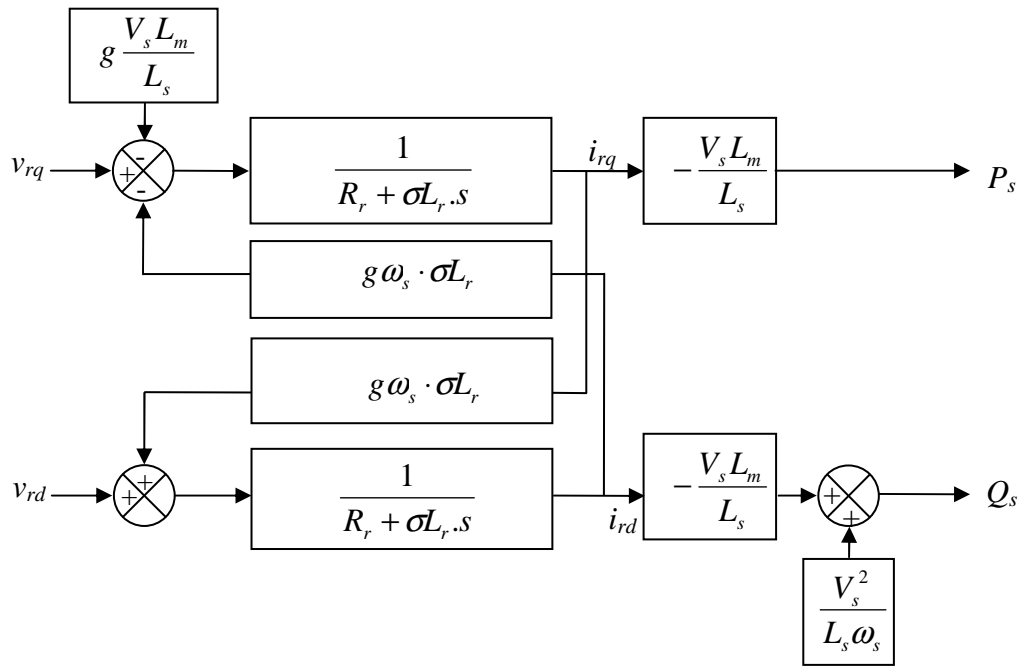 g V_s L_m / L_s
v_rq
-
+
-
1 / R_r + σL_r.s
i_rq
- V_s L_m / L_s
P_s
gω_s · σL_r
gω_s · σL_r
v_rd
+
+
1 / R_r + σL_r.s
i_rd
- V_s L_m / L_s
+
+
Q_s
V_s^2 / L_s ω_s